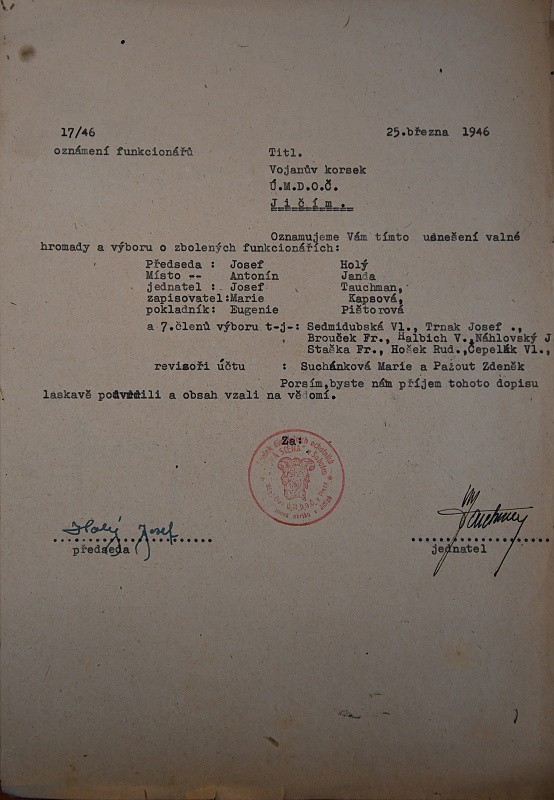 17/46 25.března 1946
oznámení funkcionářů Titl.
Vojanův korsek
Ú.M.D.O.Č.
Jičín.
Oznamujeme Vám tímto usnešení valné
hromady a výboru o zbolených funkcionářích:
Předseda : Josef Holý
Místo -- Antonín Janda
jednatel : Josef Tauchman,
zapisovatel:Marie Kapsová,
pokladník: Eugenie Pištorová
a 7.členů výboru t-j-: Sedmidubská Vl., Trnak Josef .,
Brouček Fr., Halbich V.,Náhlovský J
Staška Fr., Hošek Rud.,Čepelák Vl.,
revisoři účtu : Suchánková Marie a Pažout Zdeněk
Porsím,byste nám příjem tohoto dopisu
laskavě potvrdili a obsah vzali na vědomí.
Za:
Holý Josef
předseda
Tauchman
jednatel